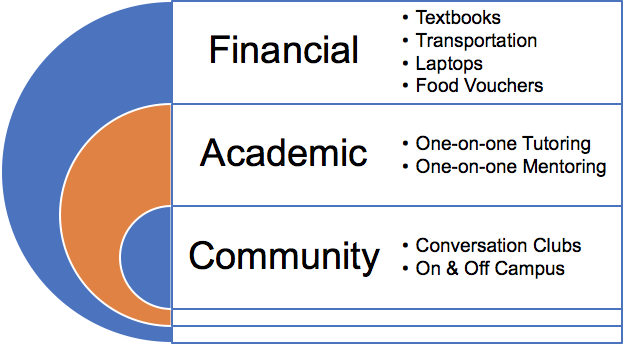 Financial
• Textbooks
• Transportation
• Laptops
• Food Vouchers
Academic
• One-on-one Tutoring
• One-on-one Mentoring
Community
• Conversation Clubs
• On & Off Campus